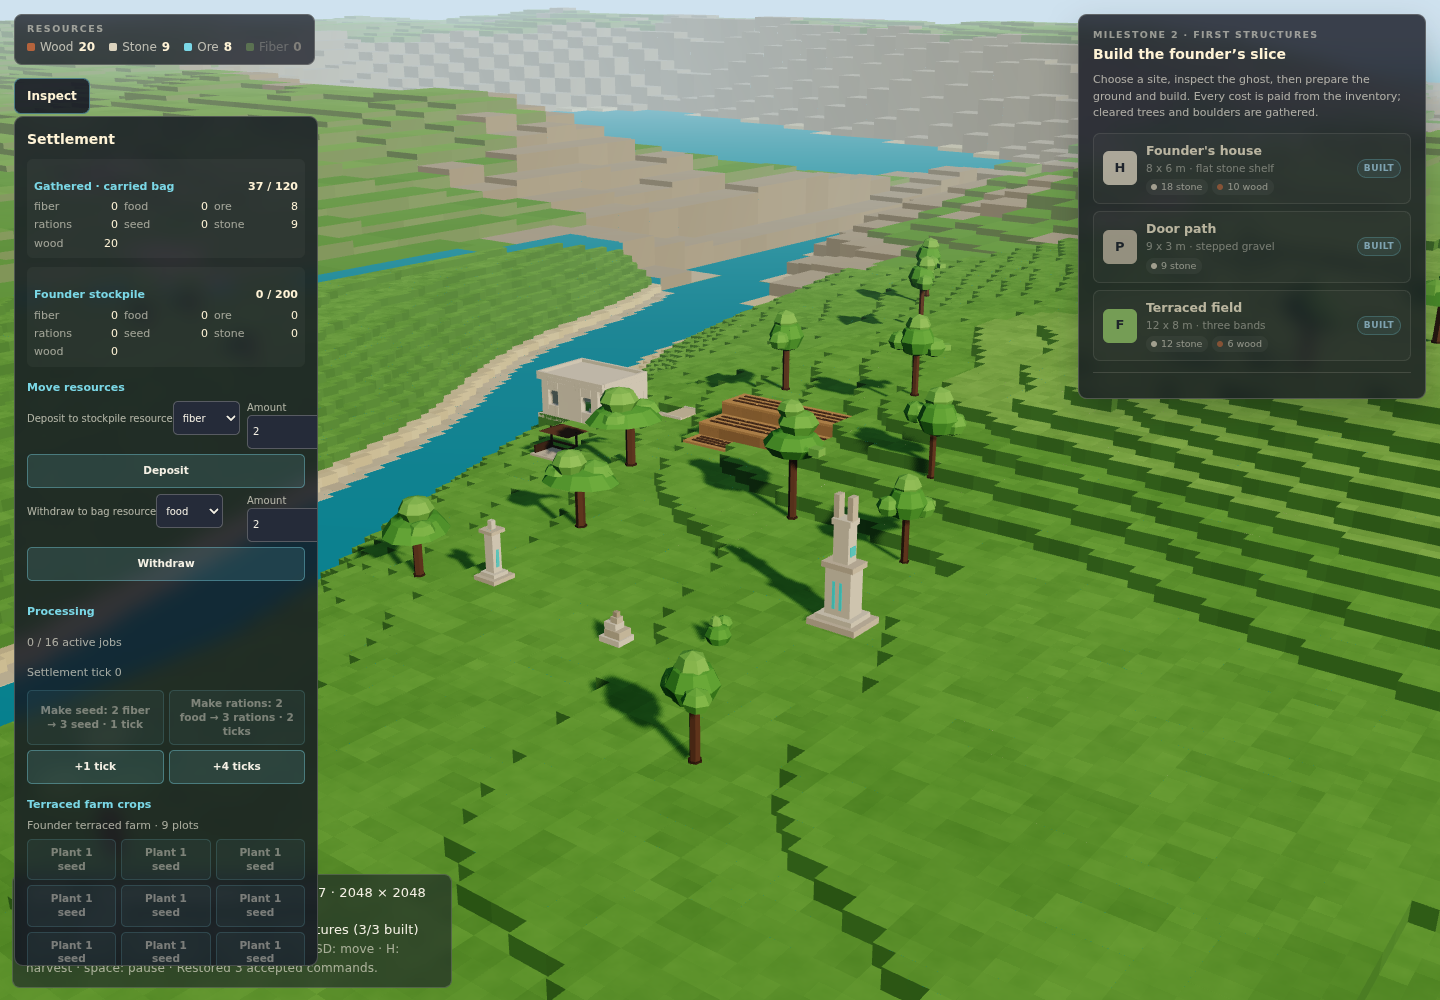 RESOURCES
Wood 20 Stone 9 Ore 8 Fiber 0
Inspect
Settlement
Gathered · carried bag 37 / 120
fiber 0 food 0 ore 8
rations 0 seed 0 stone 9
wood 20
Founder stockpile 0 / 200
fiber 0 food 0 ore 0
rations 0 seed 0 stone 0
wood 0
Move resources
Deposit to stockpile resource fiber Amount 2
Deposit
Withdraw to bag resource food Amount 2
Withdraw
Processing
0 / 16 active jobs
Settlement tick 0
Make seed: 2 fiber → 3 seed · 1 tick
Make rations: 2 food → 3 rations · 2 ticks
+1 tick +4 ticks
Terraced farm crops
Founder terraced farm · 9 plots
Plant 1 seed Plant 1 seed Plant 1 seed
Plant 1 seed Plant 1 seed Plant 1 seed
Plant 1 seed Plant 1 seed Plant 1 seed
7 · 2048 × 2048
tures (3/3 built)
SD: move · H:
harvest · space: pause · Restored 3 accepted commands.
MILESTONE 2 · FIRST STRUCTURES
Build the founder’s slice
Choose a site, inspect the ghost, then prepare the
ground and build. Every cost is paid from the inventory;
cleared trees and boulders are gathered.
H Founder's house BUILT
8 x 6 m · flat stone shelf
18 stone 10 wood
P Door path BUILT
9 x 3 m · stepped gravel
9 stone
F Terraced field BUILT
12 x 8 m · three bands
12 stone 6 wood